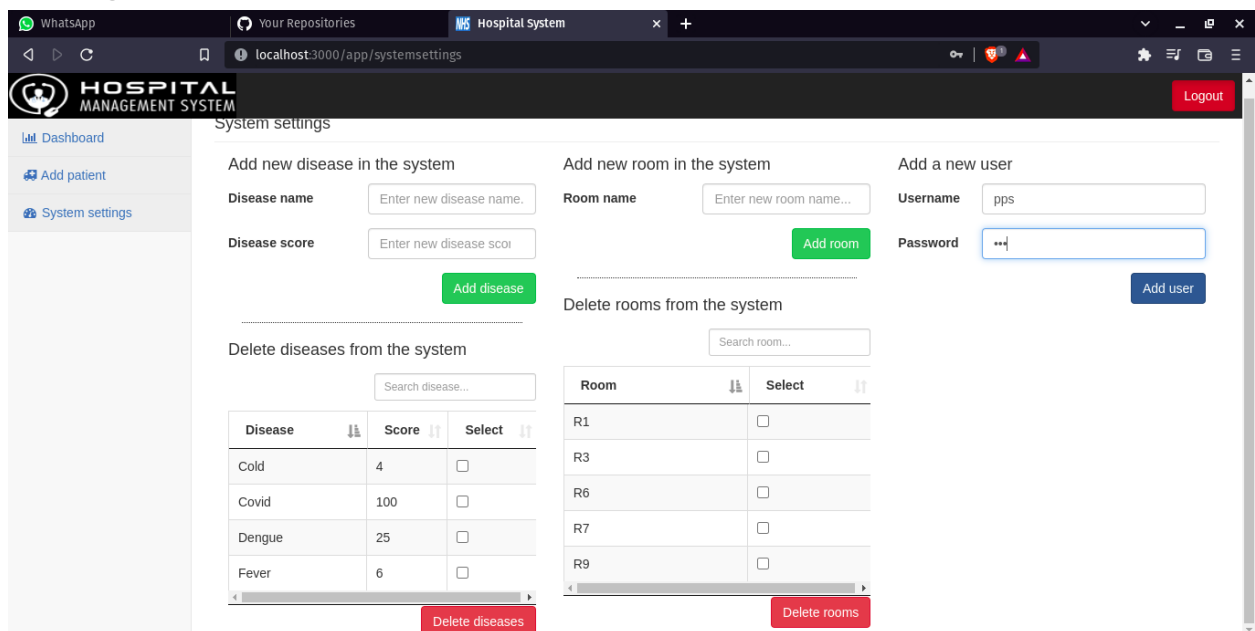 WhatsApp
Your Repositories
NHS Hospital System
localhost:3000/app/systemsettings
1
HOSPITAL
MANAGEMENT SYSTEM
Logout
Dashboard
Add patient
System settings
System settings
Add new disease in the system
Disease name
Enter new disease name.
Disease score
Enter new disease scor
Add disease
Delete diseases from the system
Search disease...
Disease Score Select
Cold 4
Covid 100
Dengue 25
Fever 6
Delete diseases
Add new room in the system
Room name
Enter new room name...
Add room
Delete rooms from the system
Search room...
Room Select
R1
R3
R6
R7
R9
Delete rooms
Add a new user
Username
pps
Password
•••
Add user